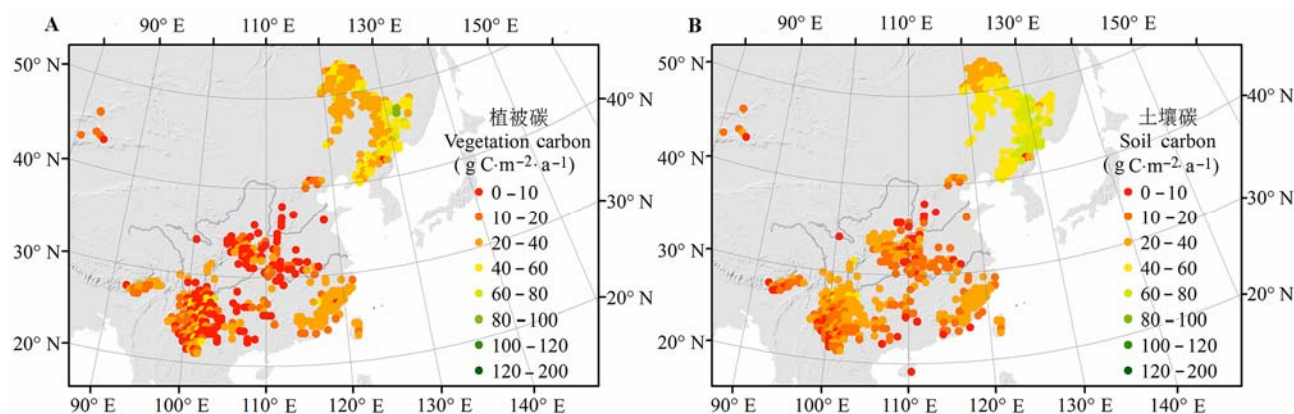 A
90° E
110° E
130° E
150° E
50° N
40° N
30° N
20° N
40° N
30° N
20° N
90° E
100° E
110° E
120° E
130° E
140° E
植被碳
Vegetation carbon
( g C·m⁻²· a⁻¹)
0 – 10
10 – 20
20 – 40
40 – 60
60 – 80
80 – 100
100 – 120
120 – 200
B
90° E
110° E
130° E
150° E
50° N
40° N
30° N
20° N
40° N
30° N
20° N
90° E
100° E
110° E
120° E
130° E
140° E
土壤碳
Soil carbon
( g C·m⁻²· a⁻¹)
0 – 10
10 – 20
20 – 40
40 – 60
60 – 80
80 – 100
100 – 120
120 – 200